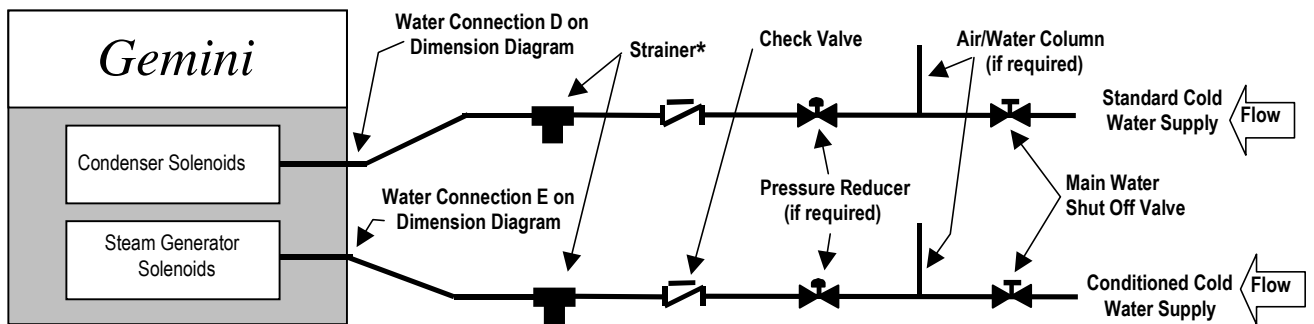 Gemini
Condenser Solenoids
Steam Generator
Solenoids
Water Connection D on
Dimension Diagram
Strainer*
Check Valve
Air/Water Column
(if required)
Standard Cold
Water Supply
Flow
Water Connection E on
Dimension Diagram
Pressure Reducer
(if required)
Main Water
Shut Off Valve
Conditioned Cold
Water Supply
Flow